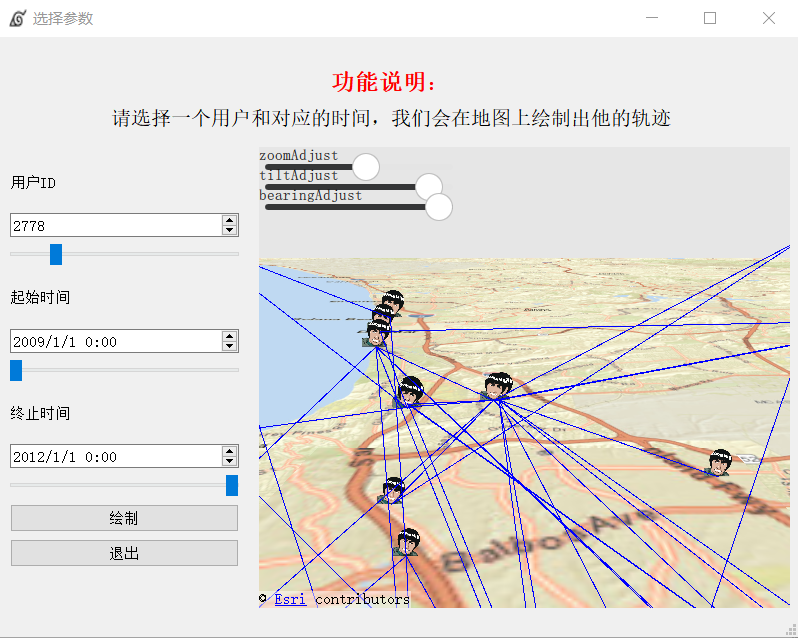 选择参数
功能说明：
请选择一个用户和对应的时间，我们会在地图上绘制出他的轨迹
zoomAdjust
tiltAdjust
bearingAdjust
用户ID
2778
起始时间
2009/1/1 0:00
终止时间
2012/1/1 0:00
绘制
退出
Balboa Ave
© Esri contributors